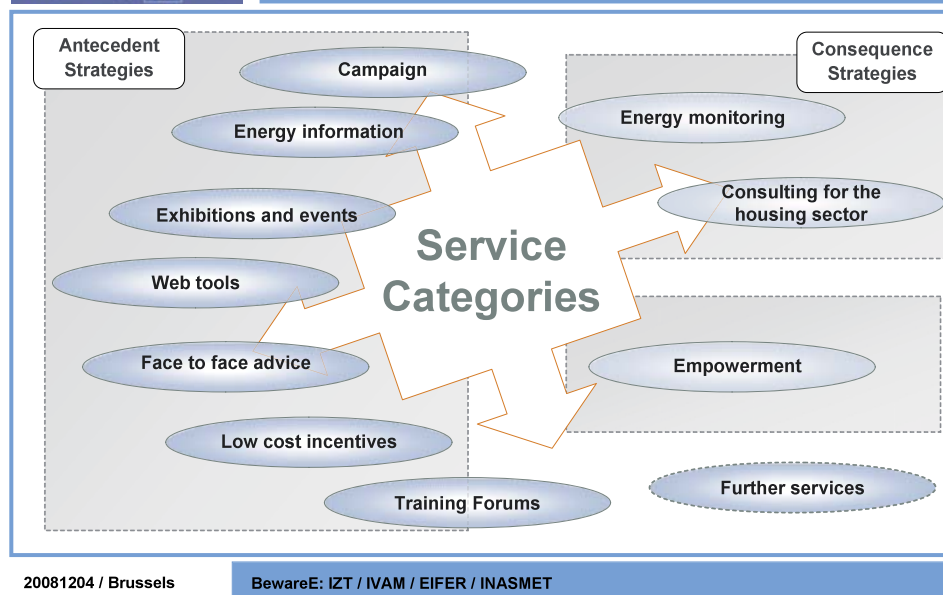 Antecedent
Strategies
Campaign
Energy information
Exhibitions and events
Web tools
Face to face advice
Low cost incentives
Training Forums
Service
Categories
Consequence
Strategies
Energy monitoring
Consulting for the
housing sector
Empowerment
Further services
20081204 / Brussels
BewareE: IZT / IVAM / EIFER / INASMET